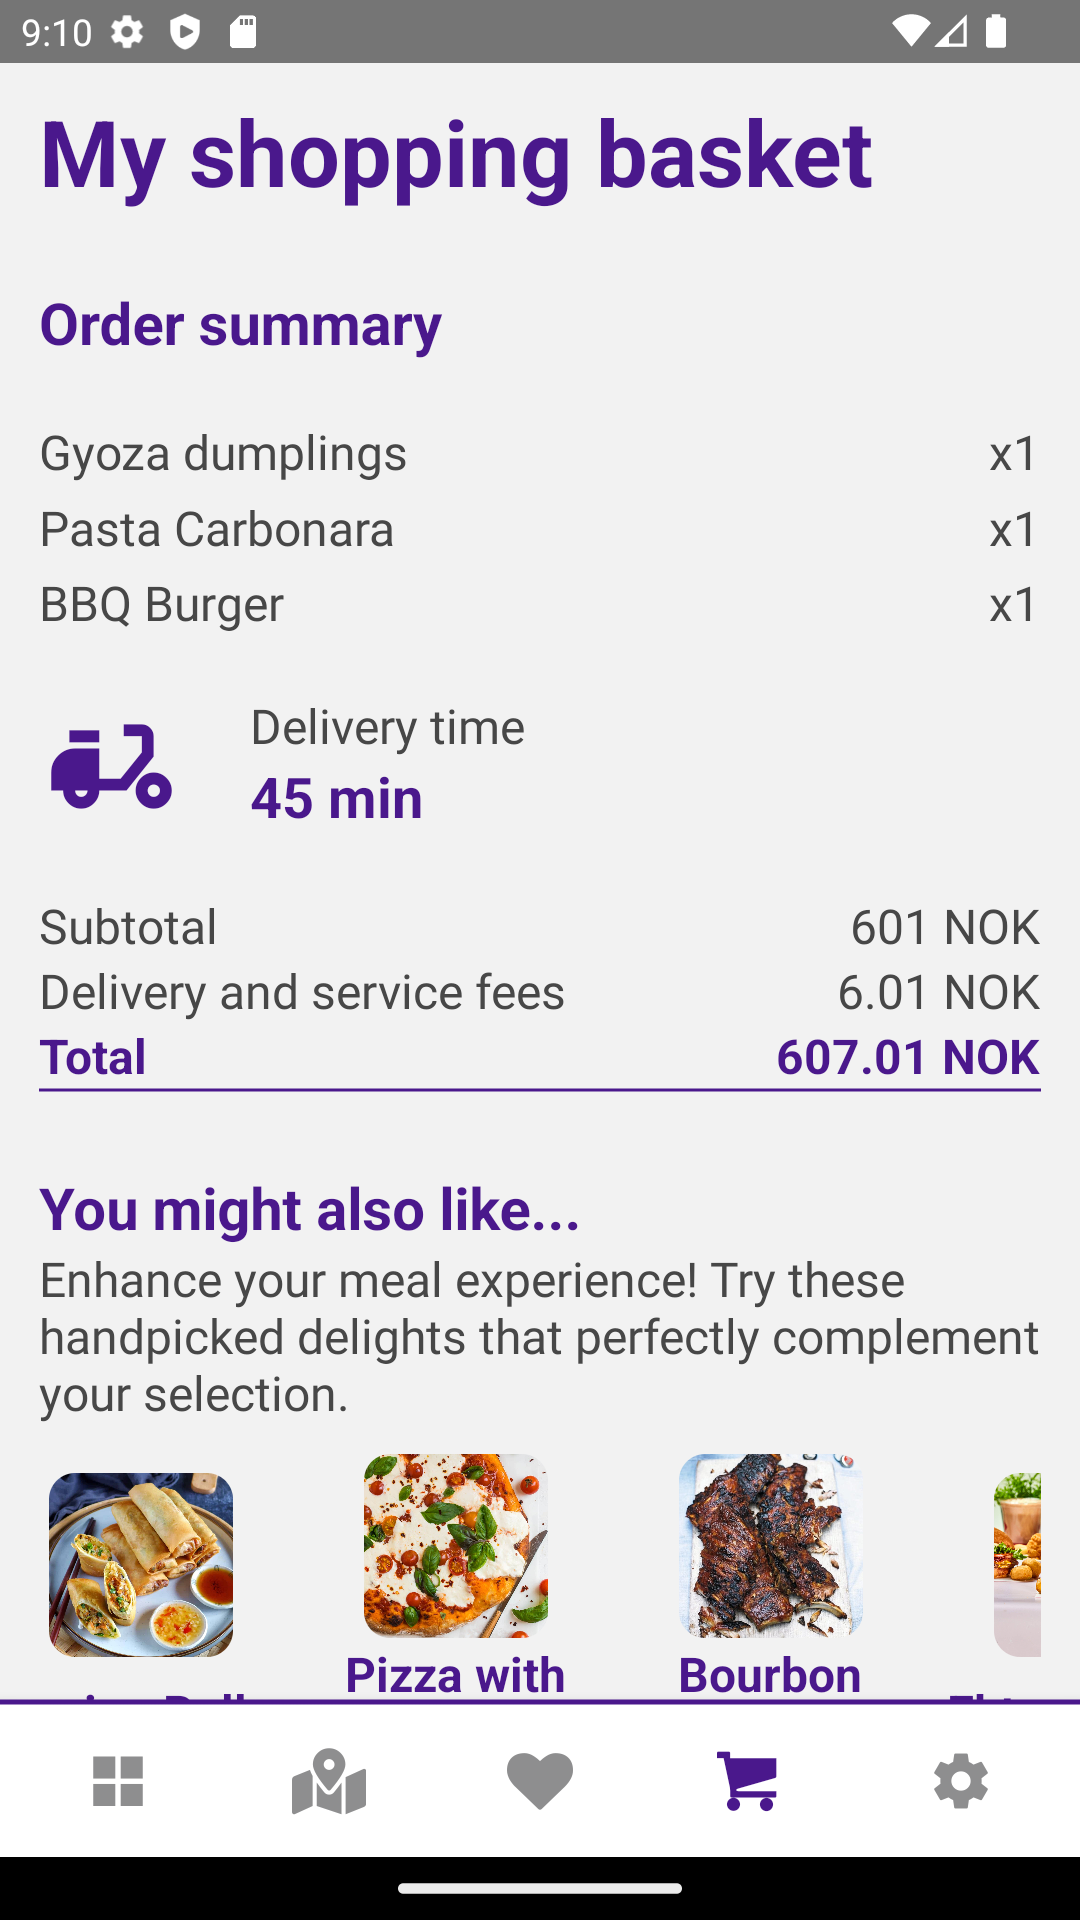 9:10
My shopping basket
Order summary
Gyoza dumplings x1
Pasta Carbonara x1
BBQ Burger x1
Delivery time
45 min
Subtotal 601 NOK
Delivery and service fees 6.01 NOK
Total 607.01 NOK
You might also like...
Enhance your meal experience! Try these
handpicked delights that perfectly complement
your selection.
Pizza with Bourbon